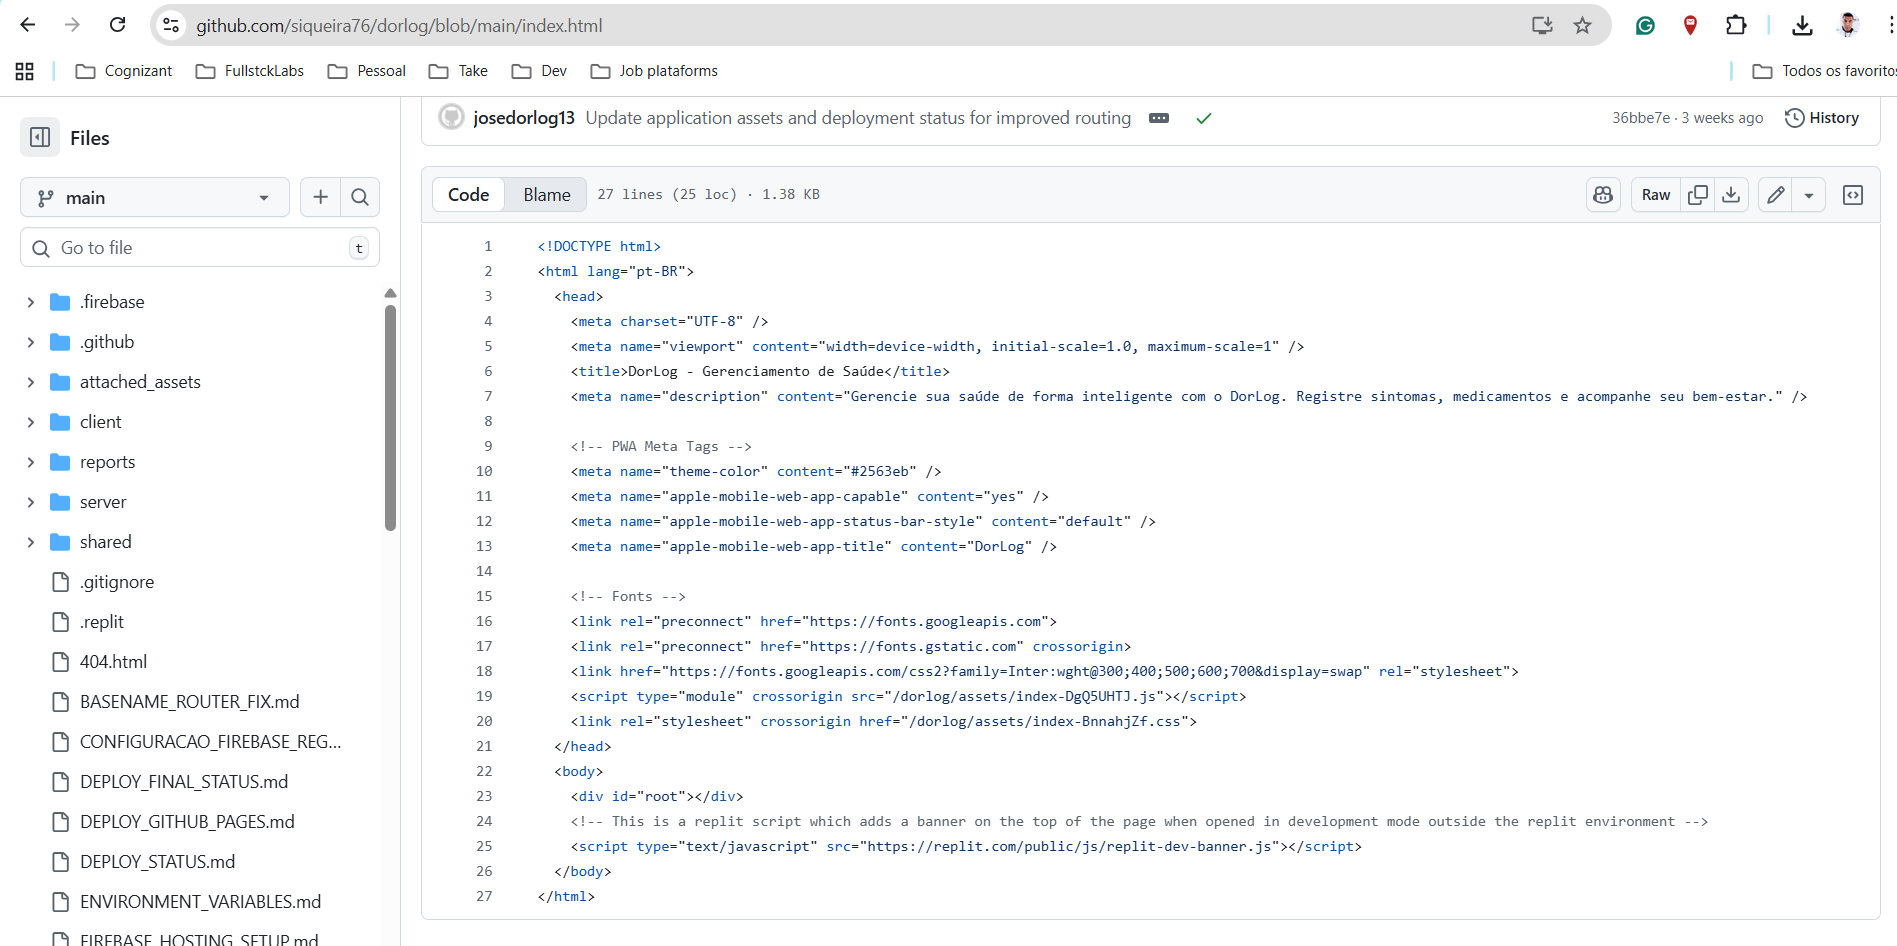 github.com/siqueira76/dorlog/blob/main/index.html
Cognizant
FullstckLabs
Pessoal
Take
Dev
Job plataforms
Todos os favoritos
Files
main
Go to file
t
.firebase
.github
attached_assets
client
reports
server
shared
.gitignore
.replit
404.html
BASENAME_ROUTER_FIX.md
CONFIGURACAO_FIREBASE_REG...
DEPLOY_FINAL_STATUS.md
DEPLOY_GITHUB_PAGES.md
DEPLOY_STATUS.md
ENVIRONMENT_VARIABLES.md
FIREBASE_HOSTING_SETUP.md
josedorlog13 Update application assets and deployment status for improved routing
36bbe7e · 3 weeks ago
History
Code
Blame
27 lines (25 loc) · 1.38 KB
Raw
1 <!DOCTYPE html>
2 <html lang="pt-BR">
3 <head>
4 <meta charset="UTF-8" />
5 <meta name="viewport" content="width=device-width, initial-scale=1.0, maximum-scale=1" />
6 <title>DorLog - Gerenciamento de Saúde</title>
7 <meta name="description" content="Gerencie sua saúde de forma inteligente com o DorLog. Registre sintomas, medicamentos e acompanhe seu bem-estar." />
8
9 <!-- PWA Meta Tags -->
10 <meta name="theme-color" content="#2563eb" />
11 <meta name="apple-mobile-web-app-capable" content="yes" />
12 <meta name="apple-mobile-web-app-status-bar-style" content="default" />
13 <meta name="apple-mobile-web-app-title" content="DorLog" />
14
15 <!-- Fonts -->
16 <link rel="preconnect" href="https://fonts.googleapis.com">
17 <link rel="preconnect" href="https://fonts.gstatic.com" crossorigin>
18 <link href="https://fonts.googleapis.com/css2?family=Inter:wght@300;400;500;600;700&display=swap" rel="stylesheet">
19 <script type="module" crossorigin src="/dorlog/assets/index-DgQ5UHTJ.js"></script>
20 <link rel="stylesheet" crossorigin href="/dorlog/assets/index-BnnahjZf.css">
21 </head>
22 <body>
23 <div id="root"></div>
24 <!-- This is a replit script which adds a banner on the top of the page when opened in development mode outside the replit environment -->
25 <script type="text/javascript" src="https://replit.com/public/js/replit-dev-banner.js"></script>
26 </body>
27 </html>